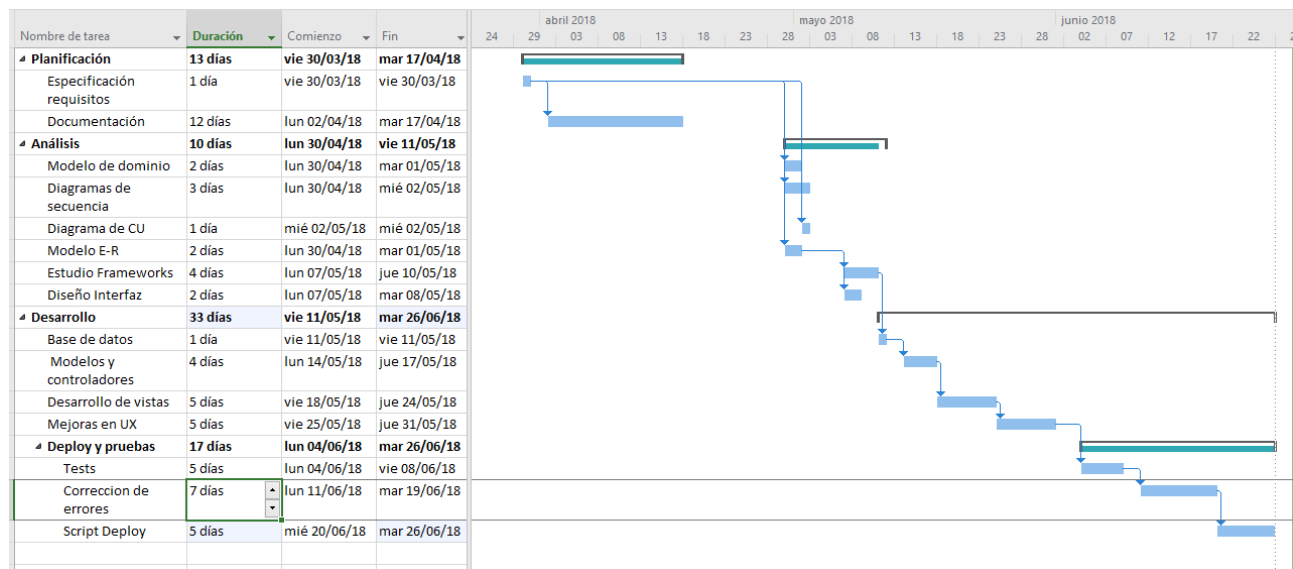 abril 2018 mayo 2018 junio 2018
Nombre de tarea Duración Comienzo Fin 24 29 03 08 13 18 23 28 03 08 13 18 23 28 02 07 12 17 22 2
Planificación 13 días vie 30/03/18 mar 17/04/18
Especificación 1 día vie 30/03/18 vie 30/03/18
requisitos
Documentación 12 días lun 02/04/18 mar 17/04/18
Análisis 10 días lun 30/04/18 vie 11/05/18
Modelo de dominio 2 días lun 30/04/18 mar 01/05/18
Diagramas de 3 días lun 30/04/18 mié 02/05/18
secuencia
Diagrama de CU 1 día mié 02/05/18 mié 02/05/18
Modelo E-R 2 días lun 30/04/18 mar 01/05/18
Estudio Frameworks 4 días lun 07/05/18 jue 10/05/18
Diseño Interfaz 2 días lun 07/05/18 mar 08/05/18
Desarrollo 33 días vie 11/05/18 mar 26/06/18
Base de datos 1 día vie 11/05/18 vie 11/05/18
Modelos y 4 días lun 14/05/18 jue 17/05/18
controladores
Desarrollo de vistas 5 días vie 18/05/18 jue 24/05/18
Mejoras en UX 5 días vie 25/05/18 jue 31/05/18
Deploy y pruebas 17 días lun 04/06/18 mar 26/06/18
Tests 5 días lun 04/06/18 vie 08/06/18
Correccion de 7 días lun 11/06/18 mar 19/06/18
errores
Script Deploy 5 días mié 20/06/18 mar 26/06/18